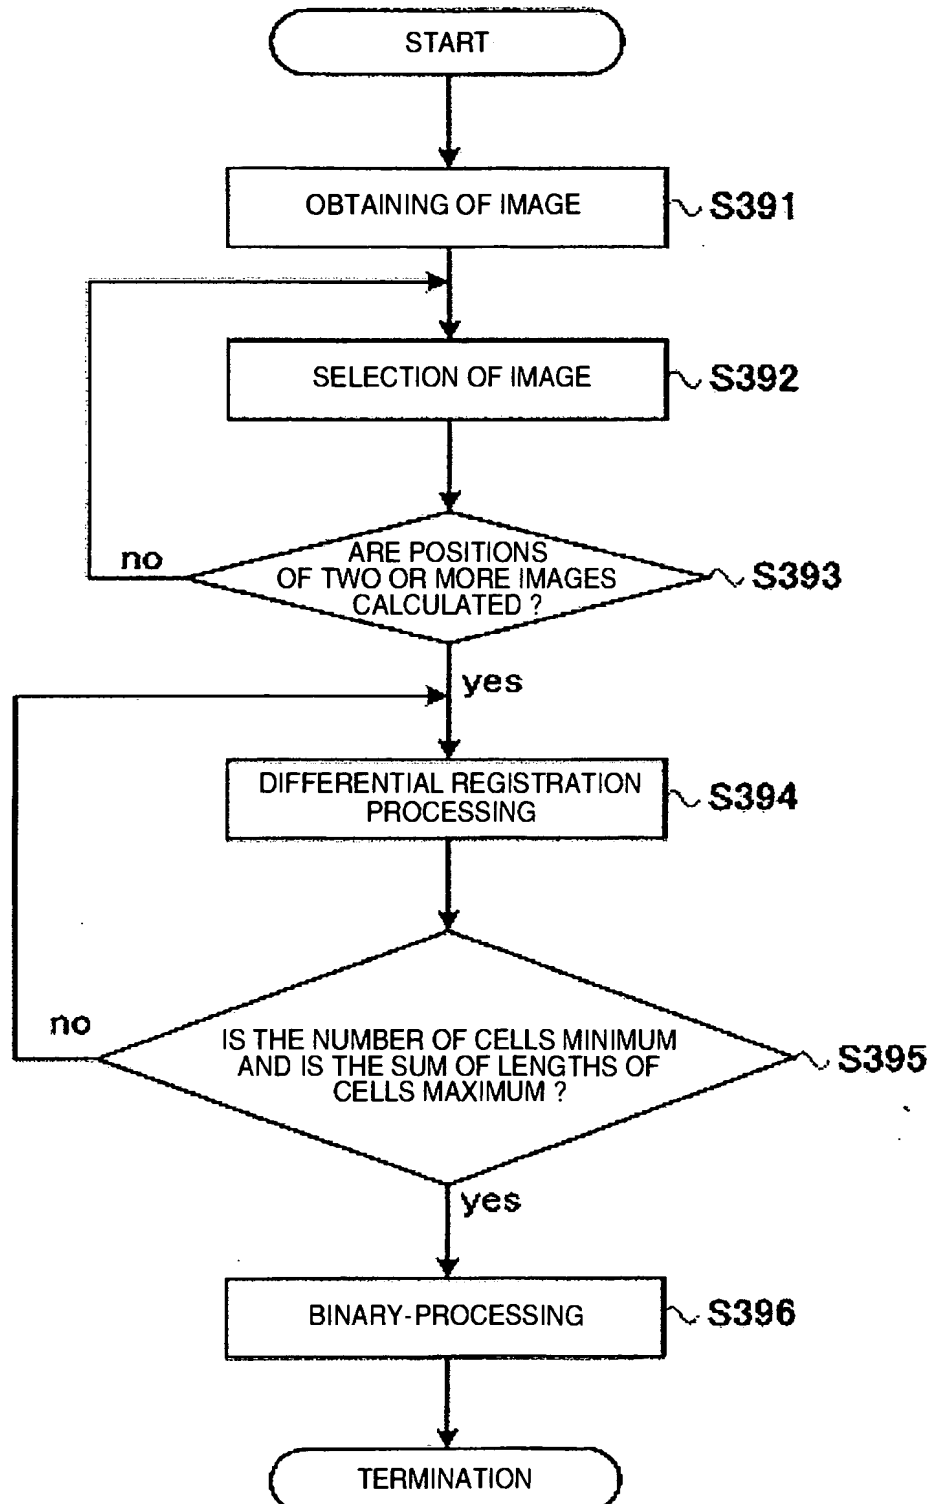 START
OBTAINING OF IMAGE
S391
SELECTION OF IMAGE
S392
ARE POSITIONS
OF TWO OR MORE IMAGES
CALCULATED ?
S393
no
yes
DIFFERENTIAL REGISTRATION
PROCESSING
S394
IS THE NUMBER OF CELLS MINIMUM
AND IS THE SUM OF LENGTHS OF
CELLS MAXIMUM ?
S395
no
yes
BINARY-PROCESSING
S396
TERMINATION